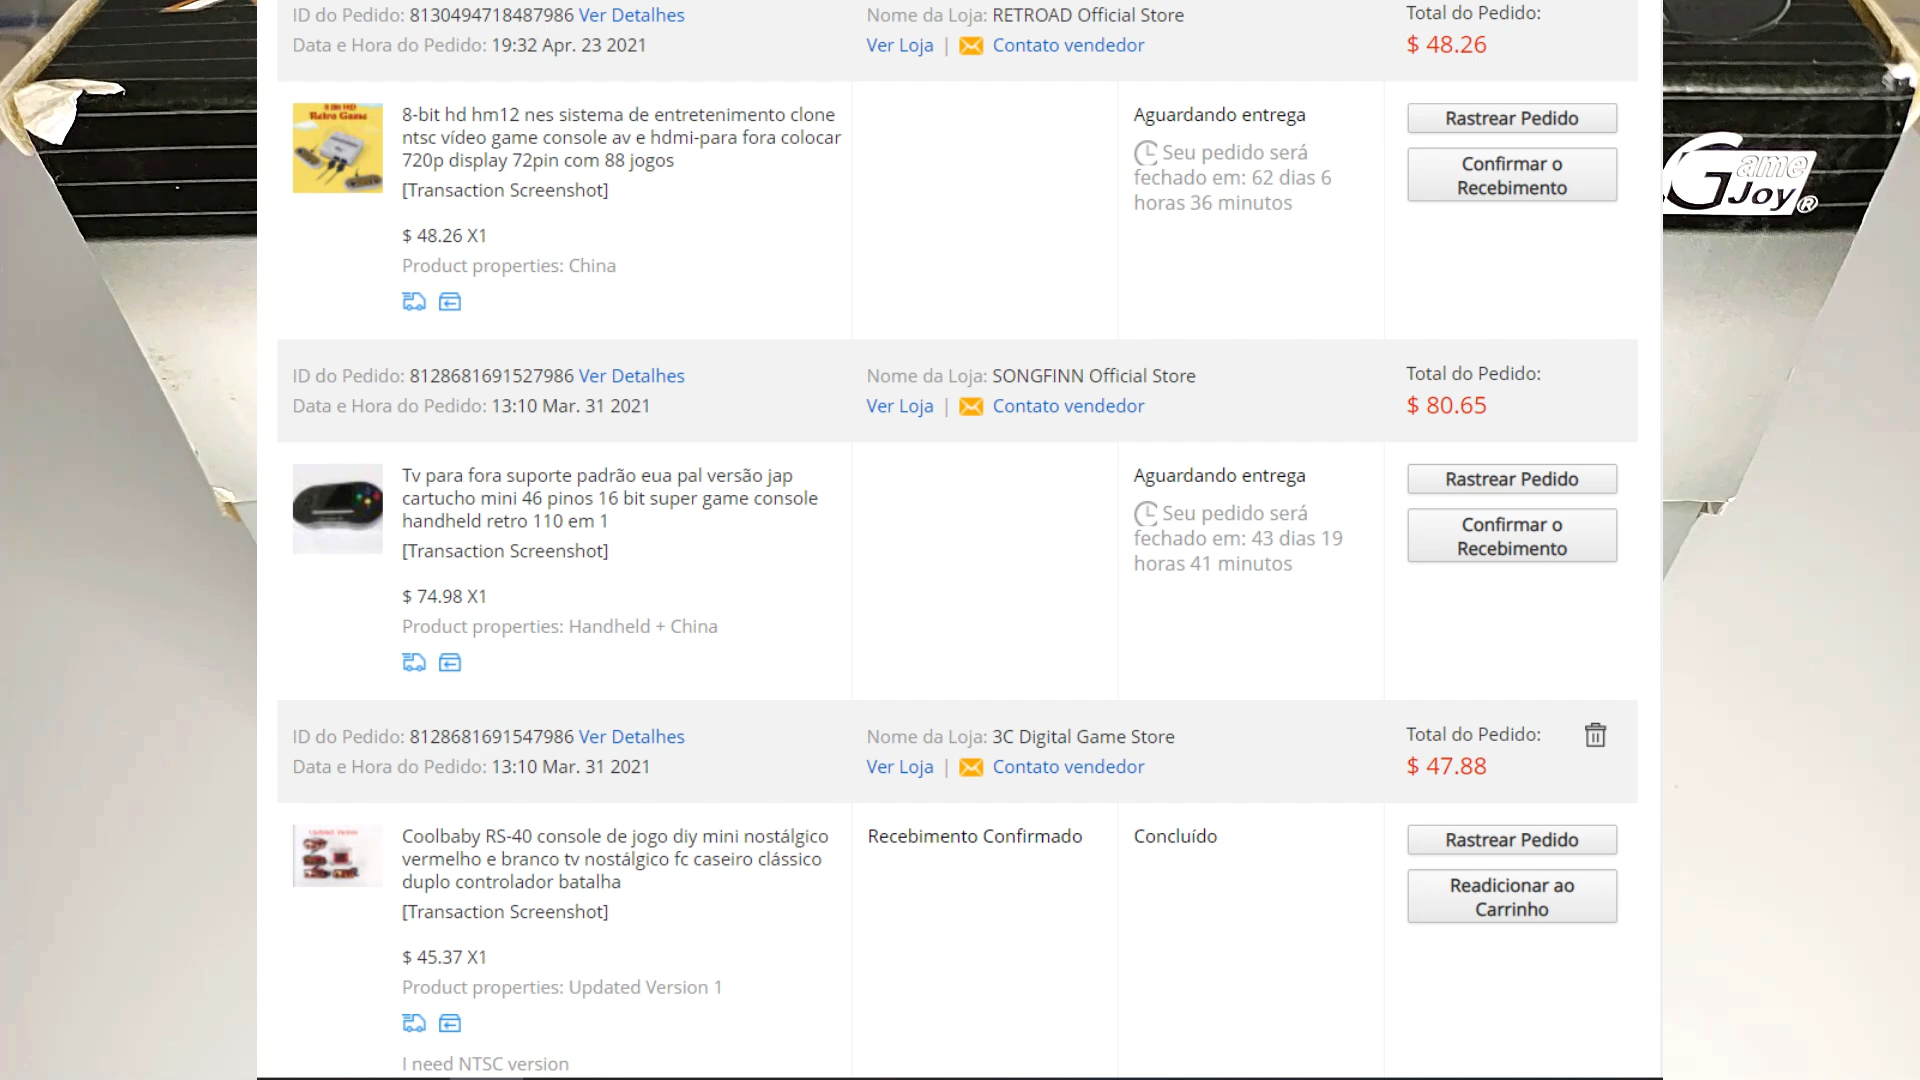 ID do Pedido: 8130494718487986 Ver Detalhes
Nome da Loja: RETROAD Official Store
Total do Pedido:
Data e Hora do Pedido: 19:32 Apr. 23 2021
Ver Loja | Contato vendedor
$ 48.26
8 Bit HD
Retro Game
8-bit hd hm12 nes sistema de entretenimento clone
ntsc vídeo game console av e hdmi-para fora colocar
720p display 72pin com 88 jogos
[Transaction Screenshot]
$ 48.26 X1
Product properties: China
Aguardando entrega
Seu pedido será
fechado em: 62 dias 6
horas 36 minutos
Rastrear Pedido
Confirmar o
Recebimento
Game
Joy®
ID do Pedido: 8128681691527986 Ver Detalhes
Nome da Loja: SONGFINN Official Store
Total do Pedido:
Data e Hora do Pedido: 13:10 Mar. 31 2021
Ver Loja | Contato vendedor
$ 80.65
Tv para fora suporte padrão eua pal versão jap
cartucho mini 46 pinos 16 bit super game console
handheld retro 110 em 1
[Transaction Screenshot]
$ 74.98 X1
Product properties: Handheld + China
Aguardando entrega
Seu pedido será
fechado em: 43 dias 19
horas 41 minutos
Rastrear Pedido
Confirmar o
Recebimento
ID do Pedido: 8128681691547986 Ver Detalhes
Nome da Loja: 3C Digital Game Store
Total do Pedido:
Data e Hora do Pedido: 13:10 Mar. 31 2021
Ver Loja | Contato vendedor
$ 47.88
Updated Version
Coolbaby RS-40 console de jogo diy mini nostálgico
vermelho e branco tv nostálgico fc caseiro clássico
duplo controlador batalha
[Transaction Screenshot]
$ 45.37 X1
Product properties: Updated Version 1
I need NTSC version
Recebimento Confirmado
Concluído
Rastrear Pedido
Readicionar ao
Carrinho